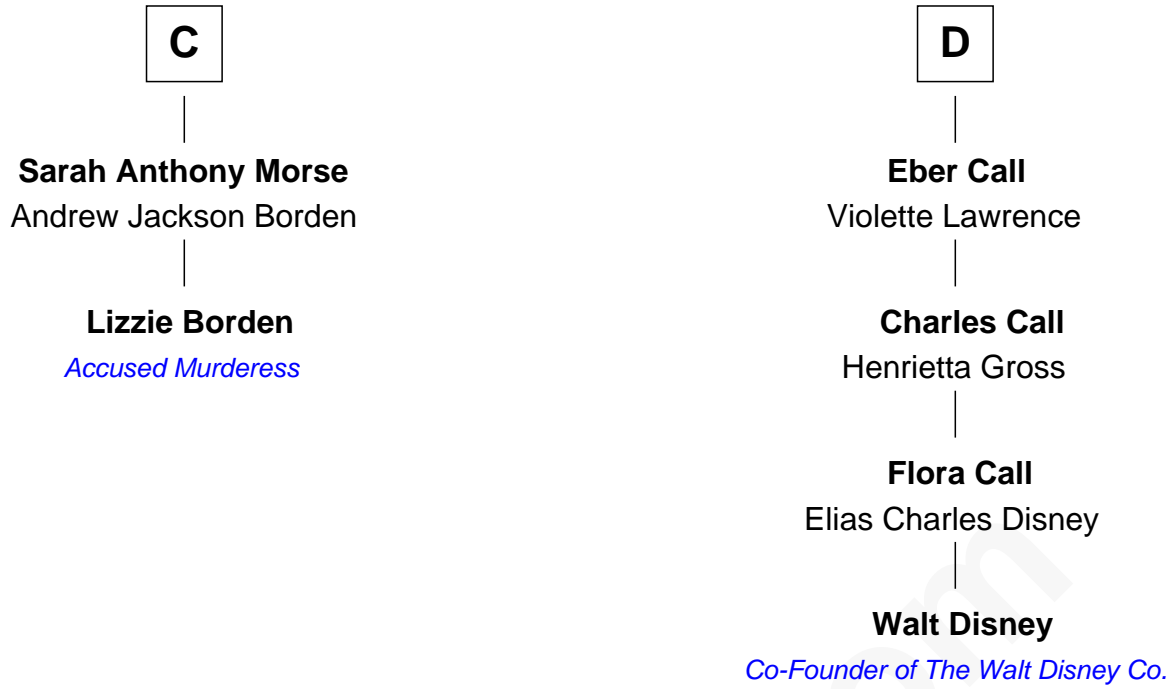 C
Sarah Anthony Morse
Andrew Jackson Borden
Lizzie Borden
Accused Murderess
D
Eber Call
Violette Lawrence
Charles Call
Henrietta Gross
Flora Call
Elias Charles Disney
Walt Disney
Co-Founder of The Walt Disney Co.